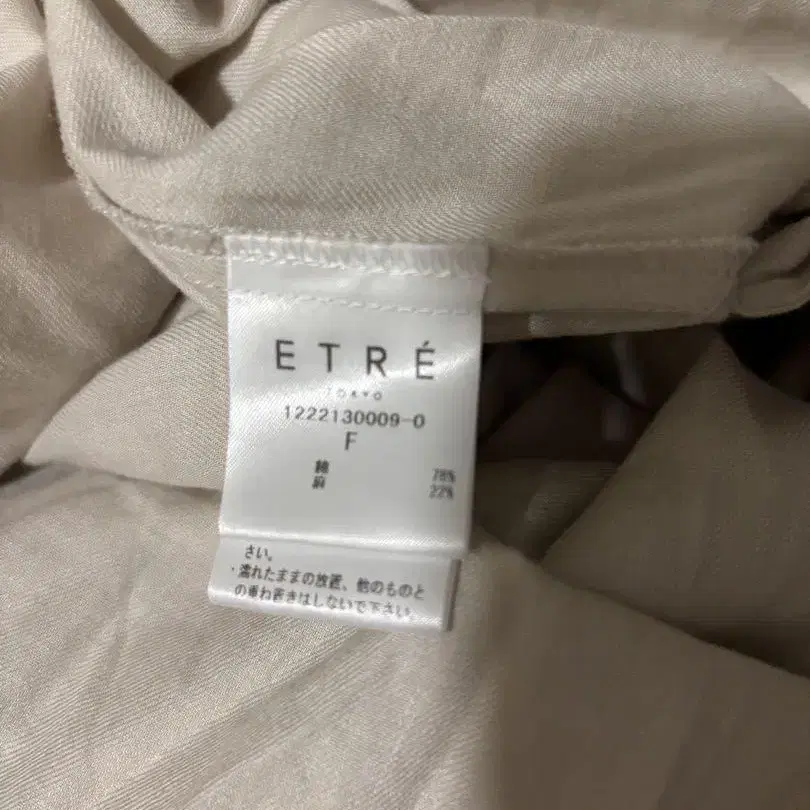 ETRÉ
TOKYO
1222130009-0
F
綿 78%
麻 22%
さい。
・濡れたままの放置、他のものと
の重ね置きはしないで下さい